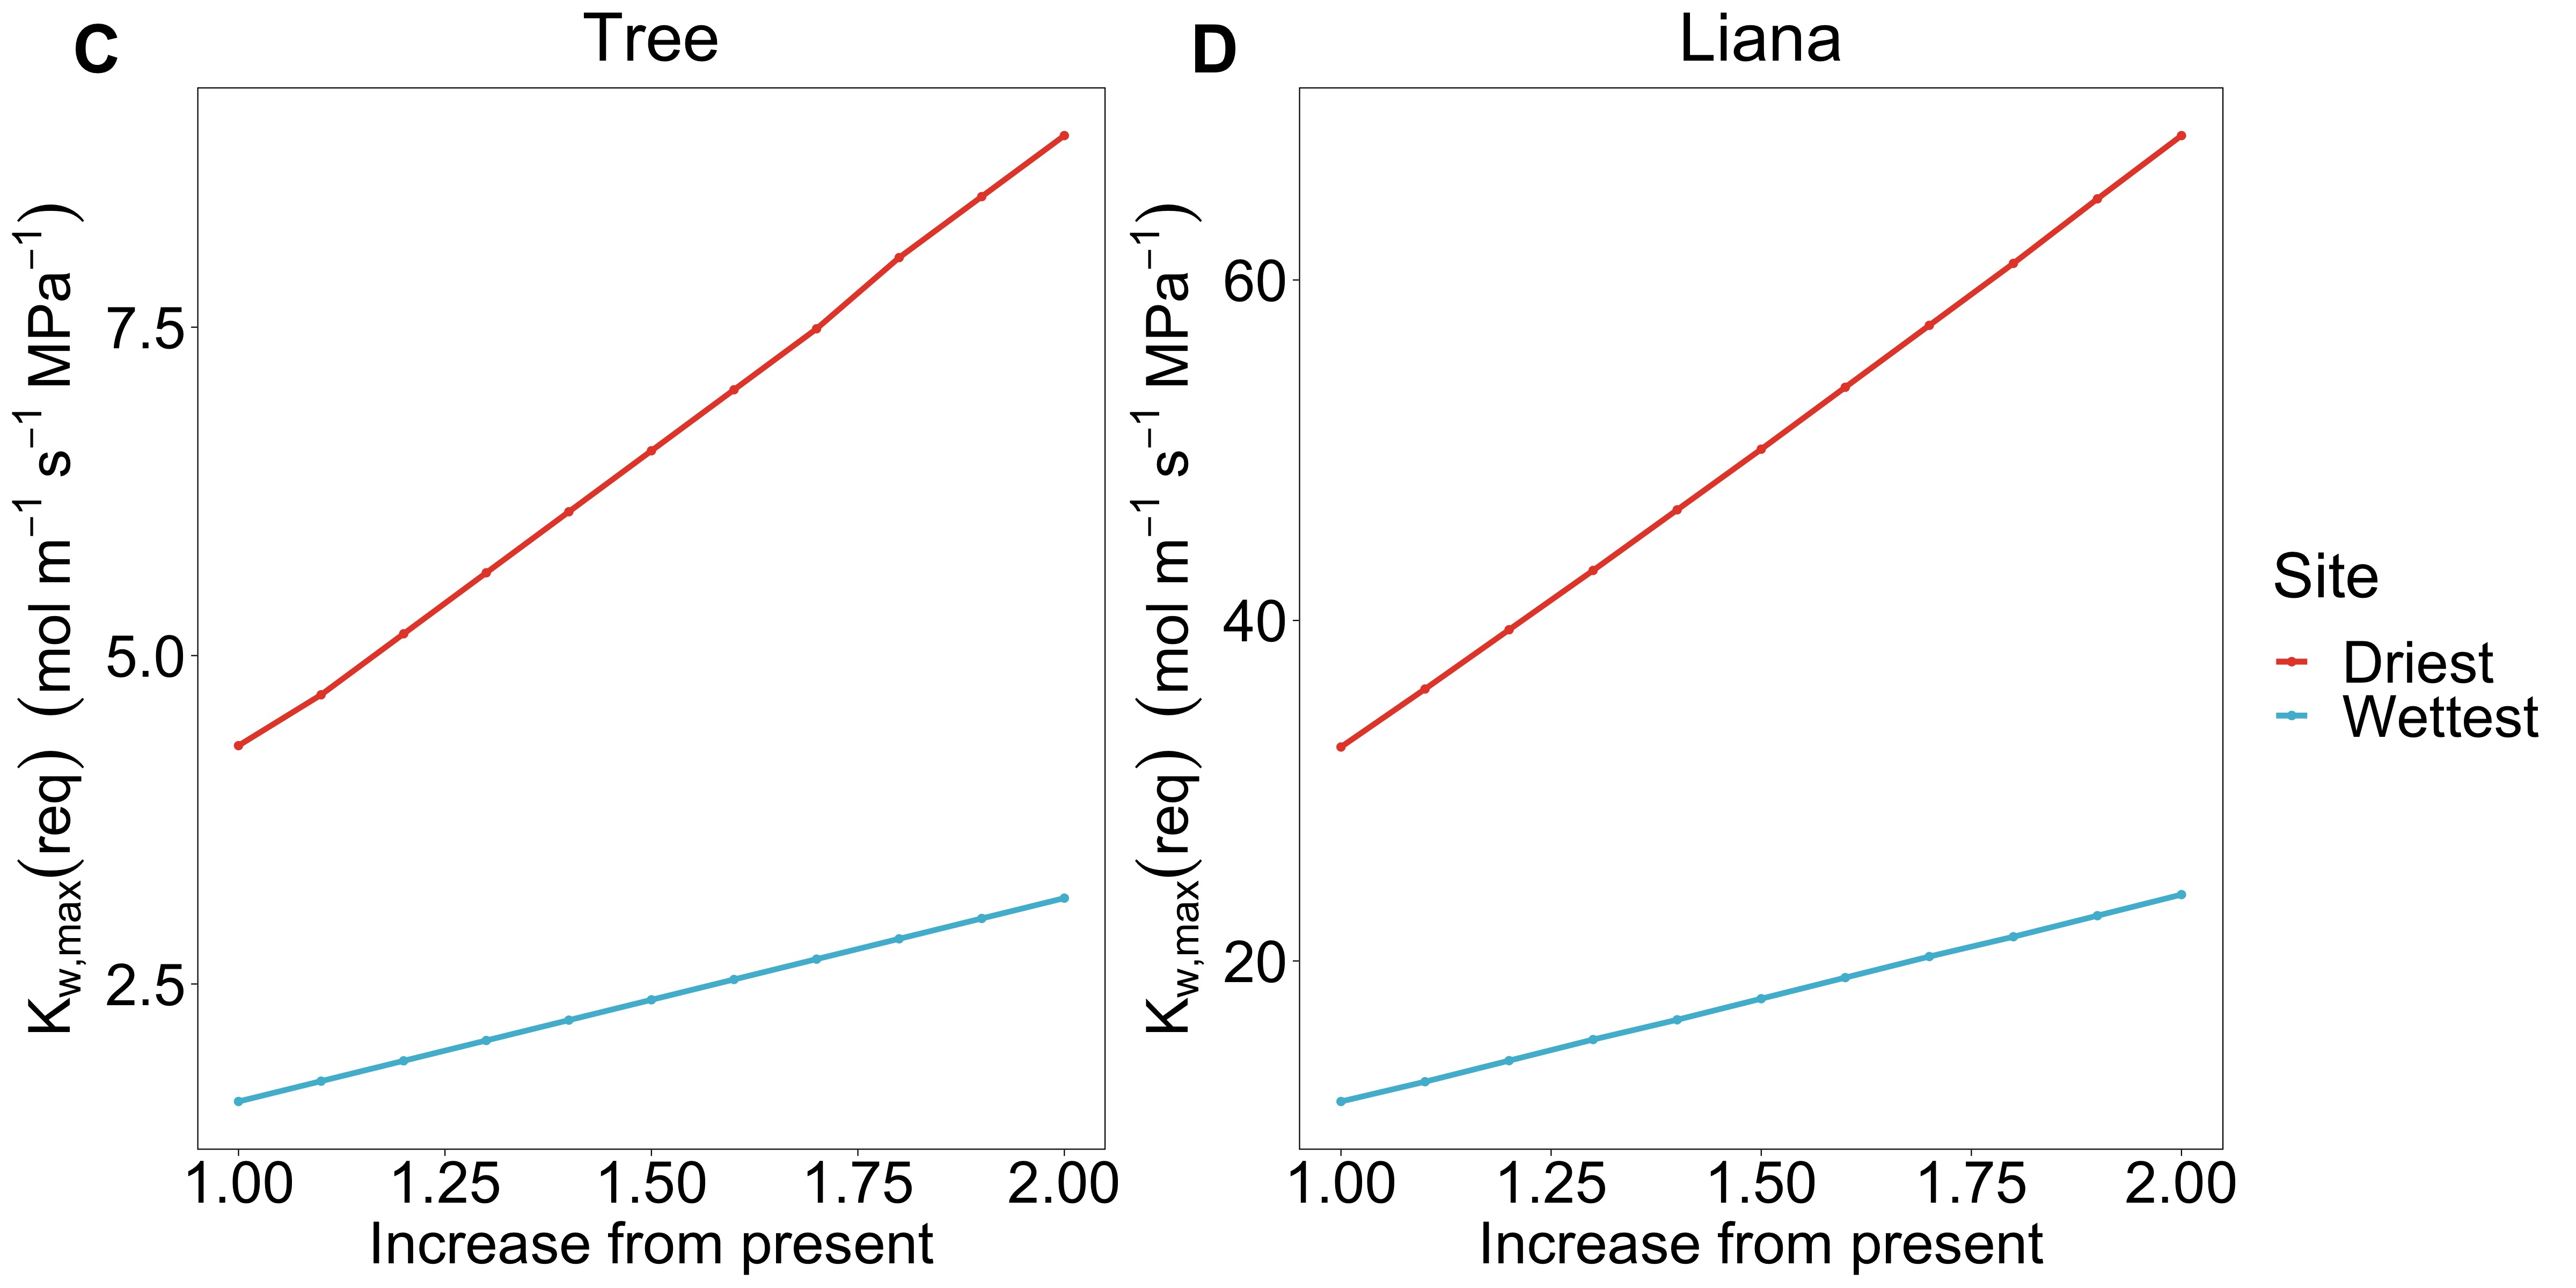 C
Tree
K_w,max(req) (mol m⁻¹ s⁻¹ MPa⁻¹)
7.5
5.0
2.5
1.00 1.25 1.50 1.75 2.00
Increase from present
D
Liana
K_w,max(req) (mol m⁻¹ s⁻¹ MPa⁻¹)
60
40
20
1.00 1.25 1.50 1.75 2.00
Increase from present
Site
Driest
Wettest